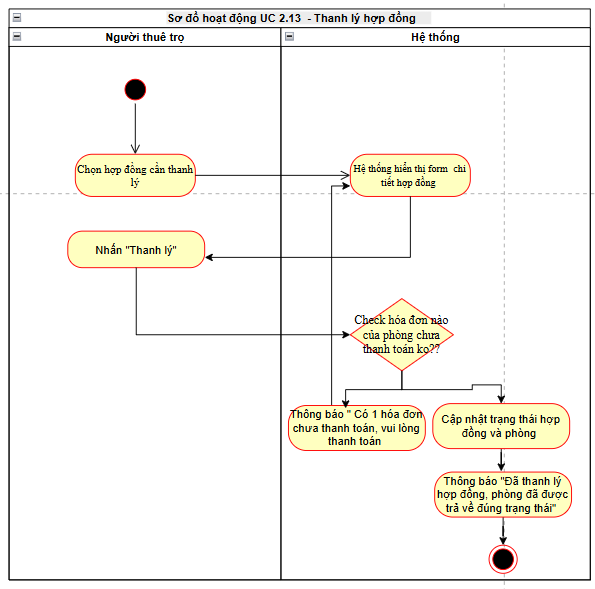 Sơ đồ hoạt động UC 2.13 - Thanh lý hợp đồng
Người thuê trọ
Hệ thống
Chọn hợp đồng cần thanh
lý
Hệ thống hiển thị form chi
tiết hợp đồng
Nhấn "Thanh lý"
Check hóa đơn nào
của phòng chưa
thanh toán ko??
Thông báo " Có 1 hóa đơn
chưa thanh toán, vui lòng
thanh toán
Cập nhật trạng thái hợp
đồng và phòng
Thông báo "Đã thanh lý
hợp đồng, phòng đã được
trả về đúng trạng thái"